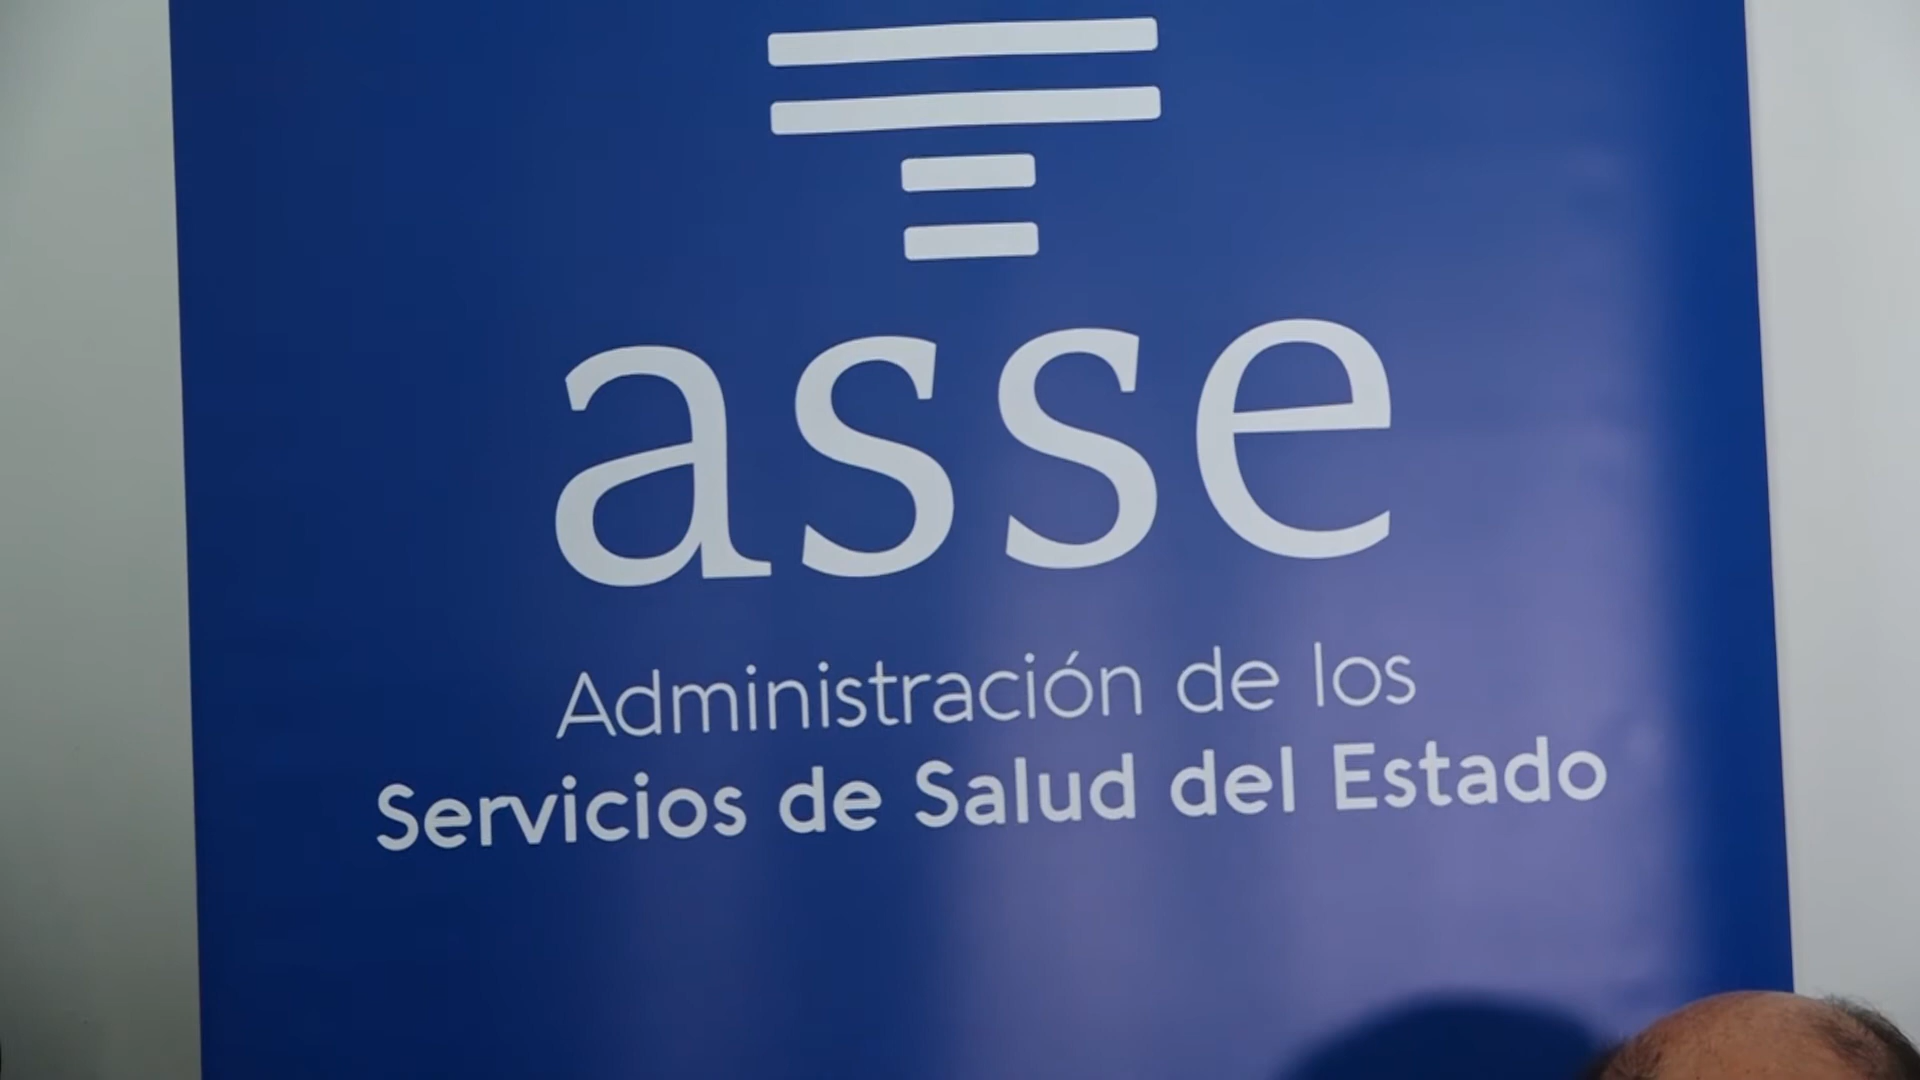 asse
Administración de los
Servicios de Salud del Estado